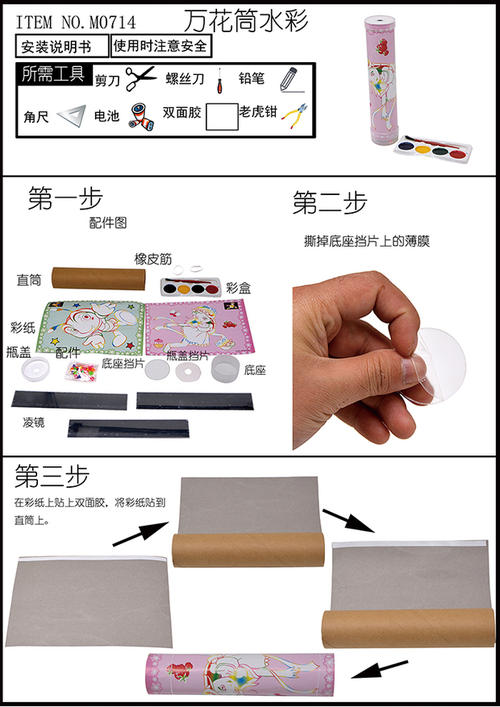 ITEM NO.M0714
万花筒水彩
安装说明书
使用时注意安全
所需工具
剪刀
螺丝刀
铅笔
角尺
电池
双面胶
老虎钳
第一步
配件图
橡皮筋
直筒
彩盒
彩纸
瓶盖
配件
底座挡片
瓶盖挡片
底座
凌镜
第二步
撕掉底座挡片上的薄膜
第三步
在彩纸上贴上双面胶，将彩纸贴到
直筒上。